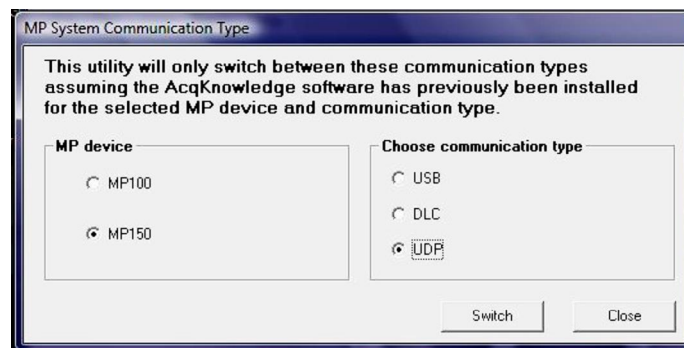 MP System Communication Type
This utility will only switch between these communication types
assuming the AcqKnowledge software has previously been installed
for the selected MP device and communication type.
MP device
MP100
MP150
Choose communication type
USB
DLC
UDP
Switch
Close